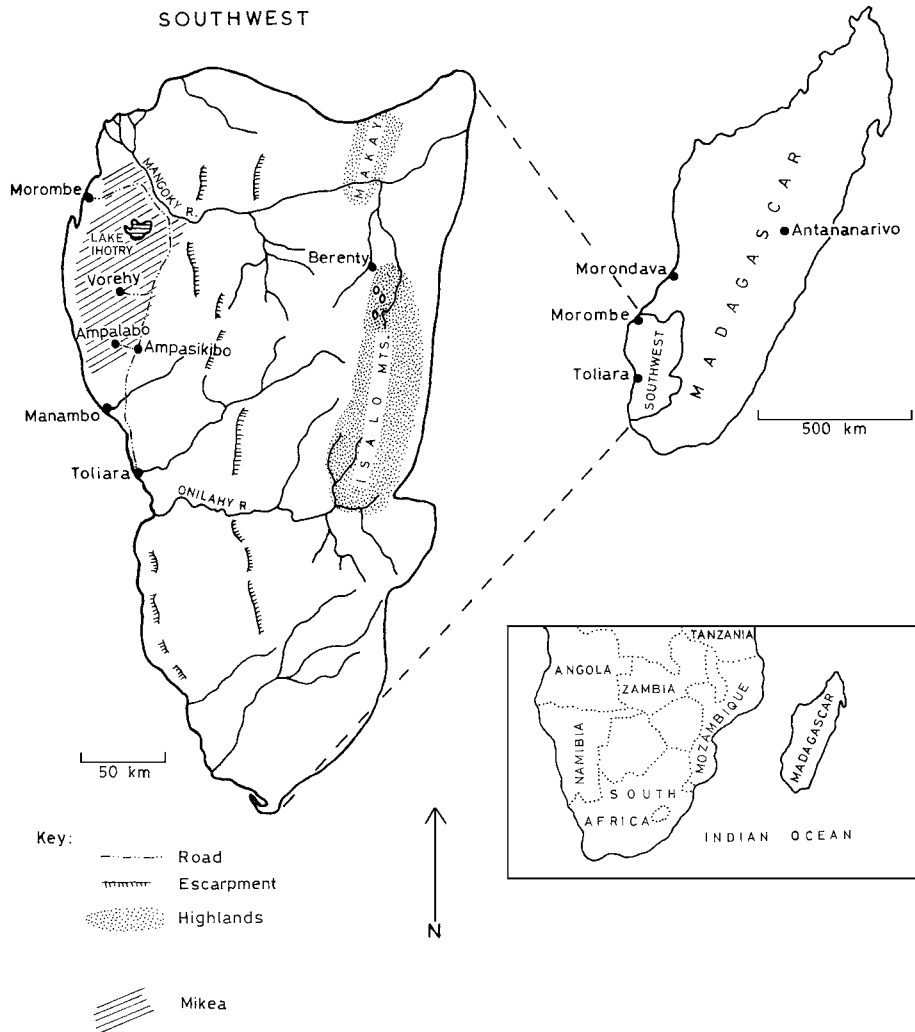 SOUTHWEST
MAKAY
MANGOKY R.
Morombe
LAKE
IHOTRY
Berenty
Vorehy
Ampalabo
Ampasikibo
ISALO MTS.
Manambo
Toliara
ONILAHY R.
50 km
MADAGASCAR
Antananarivo
Morondava
Morombe
Toliara
SOUTHWEST
500 km
TANZANIA
ANGOLA
ZAMBIA
MOZAMBIQUE
NAMIBIA
MADAGASCAR
SOUTH
AFRICA
INDIAN OCEAN
Key:
Road
Escarpment
Highlands
N
Mikea